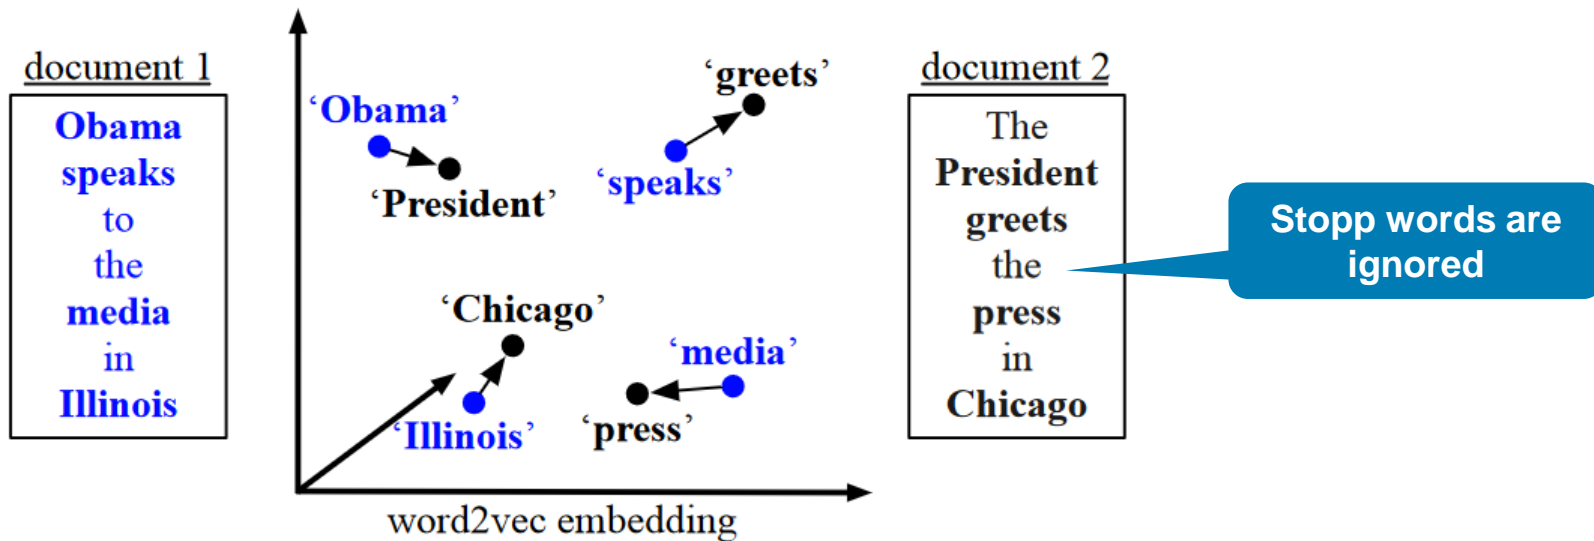 document 1
Obama
speaks
to
the
media
in
Illinois
‘Obama’
‘President’
‘greets’
‘speaks’
‘Chicago’
‘Illinois’
‘media’
‘press’
word2vec embedding
document 2
The
President
greets
the
press
in
Chicago
Stopp words are
ignored